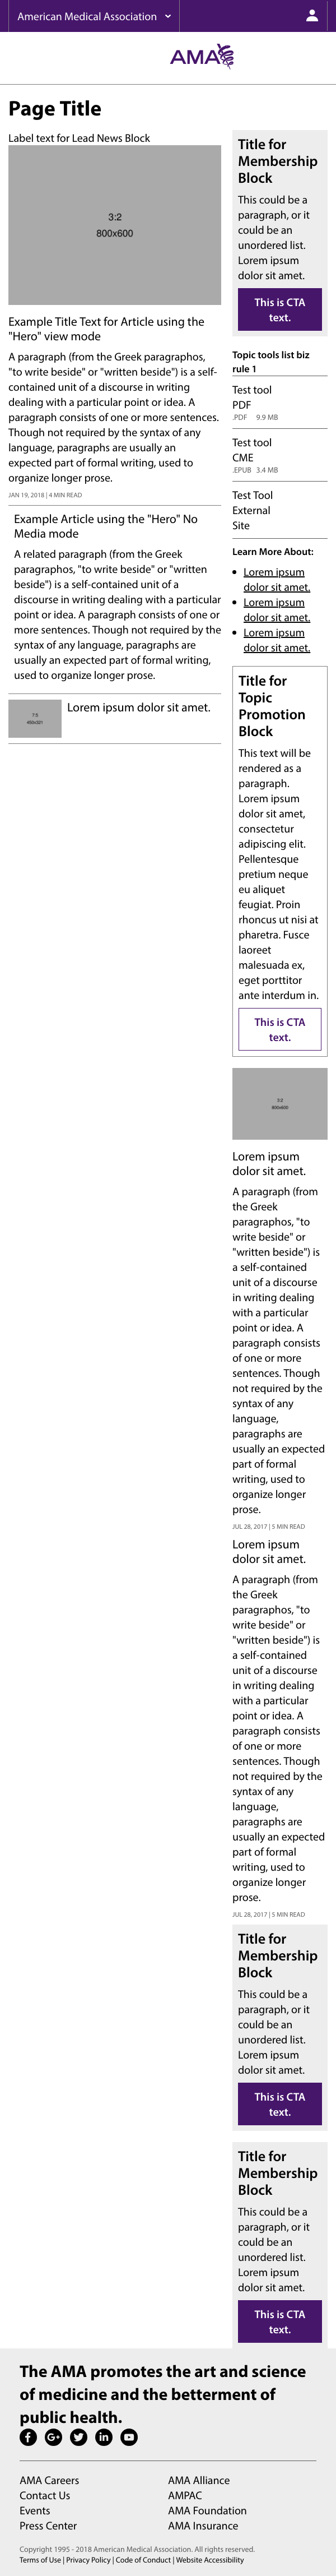 American Medical Association
AMA
Page Title
Label text for Lead News Block
3:2
800x600
Example Title Text for Article using the
"Hero" view mode
A paragraph (from the Greek paragraphos,
"to write beside" or "written beside") is a self-
contained unit of a discourse in writing
dealing with a particular point or idea. A
paragraph consists of one or more sentences.
Though not required by the syntax of any
language, paragraphs are usually an
expected part of formal writing, used to
organize longer prose.
JAN 19, 2018 | 4 MIN READ
Example Article using the "Hero" No
Media mode
A related paragraph (from the Greek
paragraphos, "to write beside" or "written
beside") is a self-contained unit of a
discourse in writing dealing with a particular
point or idea. A paragraph consists of one or
more sentences. Though not required by the
syntax of any language, paragraphs are
usually an expected part of formal writing,
used to organize longer prose.
Lorem ipsum dolor sit amet.
Title for
Membership
Block
This could be a
paragraph, or it
could be an
unordered list.
Lorem ipsum
dolor sit amet.
This is CTA
text.
Topic tools list biz
rule 1
Test tool
PDF
.PDF 9.9 MB
Test tool
CME
.EPUB 3.4 MB
Test Tool
External
Site
Learn More About:
Lorem ipsum
dolor sit amet.
Lorem ipsum
dolor sit amet.
Lorem ipsum
dolor sit amet.
Title for
Topic
Promotion
Block
This text will be
rendered as a
paragraph.
Lorem ipsum
dolor sit amet,
consectetur
adipiscing elit.
Pellentesque
pretium neque
eu aliquet
feugiat. Proin
rhoncus ut nisi at
pharetra. Fusce
laoreet
malesuada ex,
eget porttitor
ante interdum in.
This is CTA
text.
3:2
800x600
Lorem ipsum
dolor sit amet.
A paragraph (from
the Greek
paragraphos, "to
write beside" or
"written beside") is
a self-contained
unit of a discourse
in writing dealing
with a particular
point or idea. A
paragraph consists
of one or more
sentences. Though
not required by the
syntax of any
language,
paragraphs are
usually an expected
part of formal
writing, used to
organize longer
prose.
JUL 28, 2017 | 5 MIN READ
Lorem ipsum
dolor sit amet.
A paragraph (from
the Greek
paragraphos, "to
write beside" or
"written beside") is
a self-contained
unit of a discourse
in writing dealing
with a particular
point or idea. A
paragraph consists
of one or more
sentences. Though
not required by the
syntax of any
language,
paragraphs are
usually an expected
part of formal
writing, used to
organize longer
prose.
JUL 28, 2017 | 5 MIN READ
Title for
Membership
Block
This could be a
paragraph, or it
could be an
unordered list.
Lorem ipsum
dolor sit amet.
This is CTA
text.
Title for
Membership
Block
This could be a
paragraph, or it
could be an
unordered list.
Lorem ipsum
dolor sit amet.
This is CTA
text.
The AMA promotes the art and science
of medicine and the betterment of
public health.
AMA Careers
Contact Us
Events
Press Center
AMA Alliance
AMPAC
AMA Foundation
AMA Insurance
Copyright 1995 - 2018 American Medical Association. All rights reserved.
Terms of Use | Privacy Policy | Code of Conduct | Website Accessibility